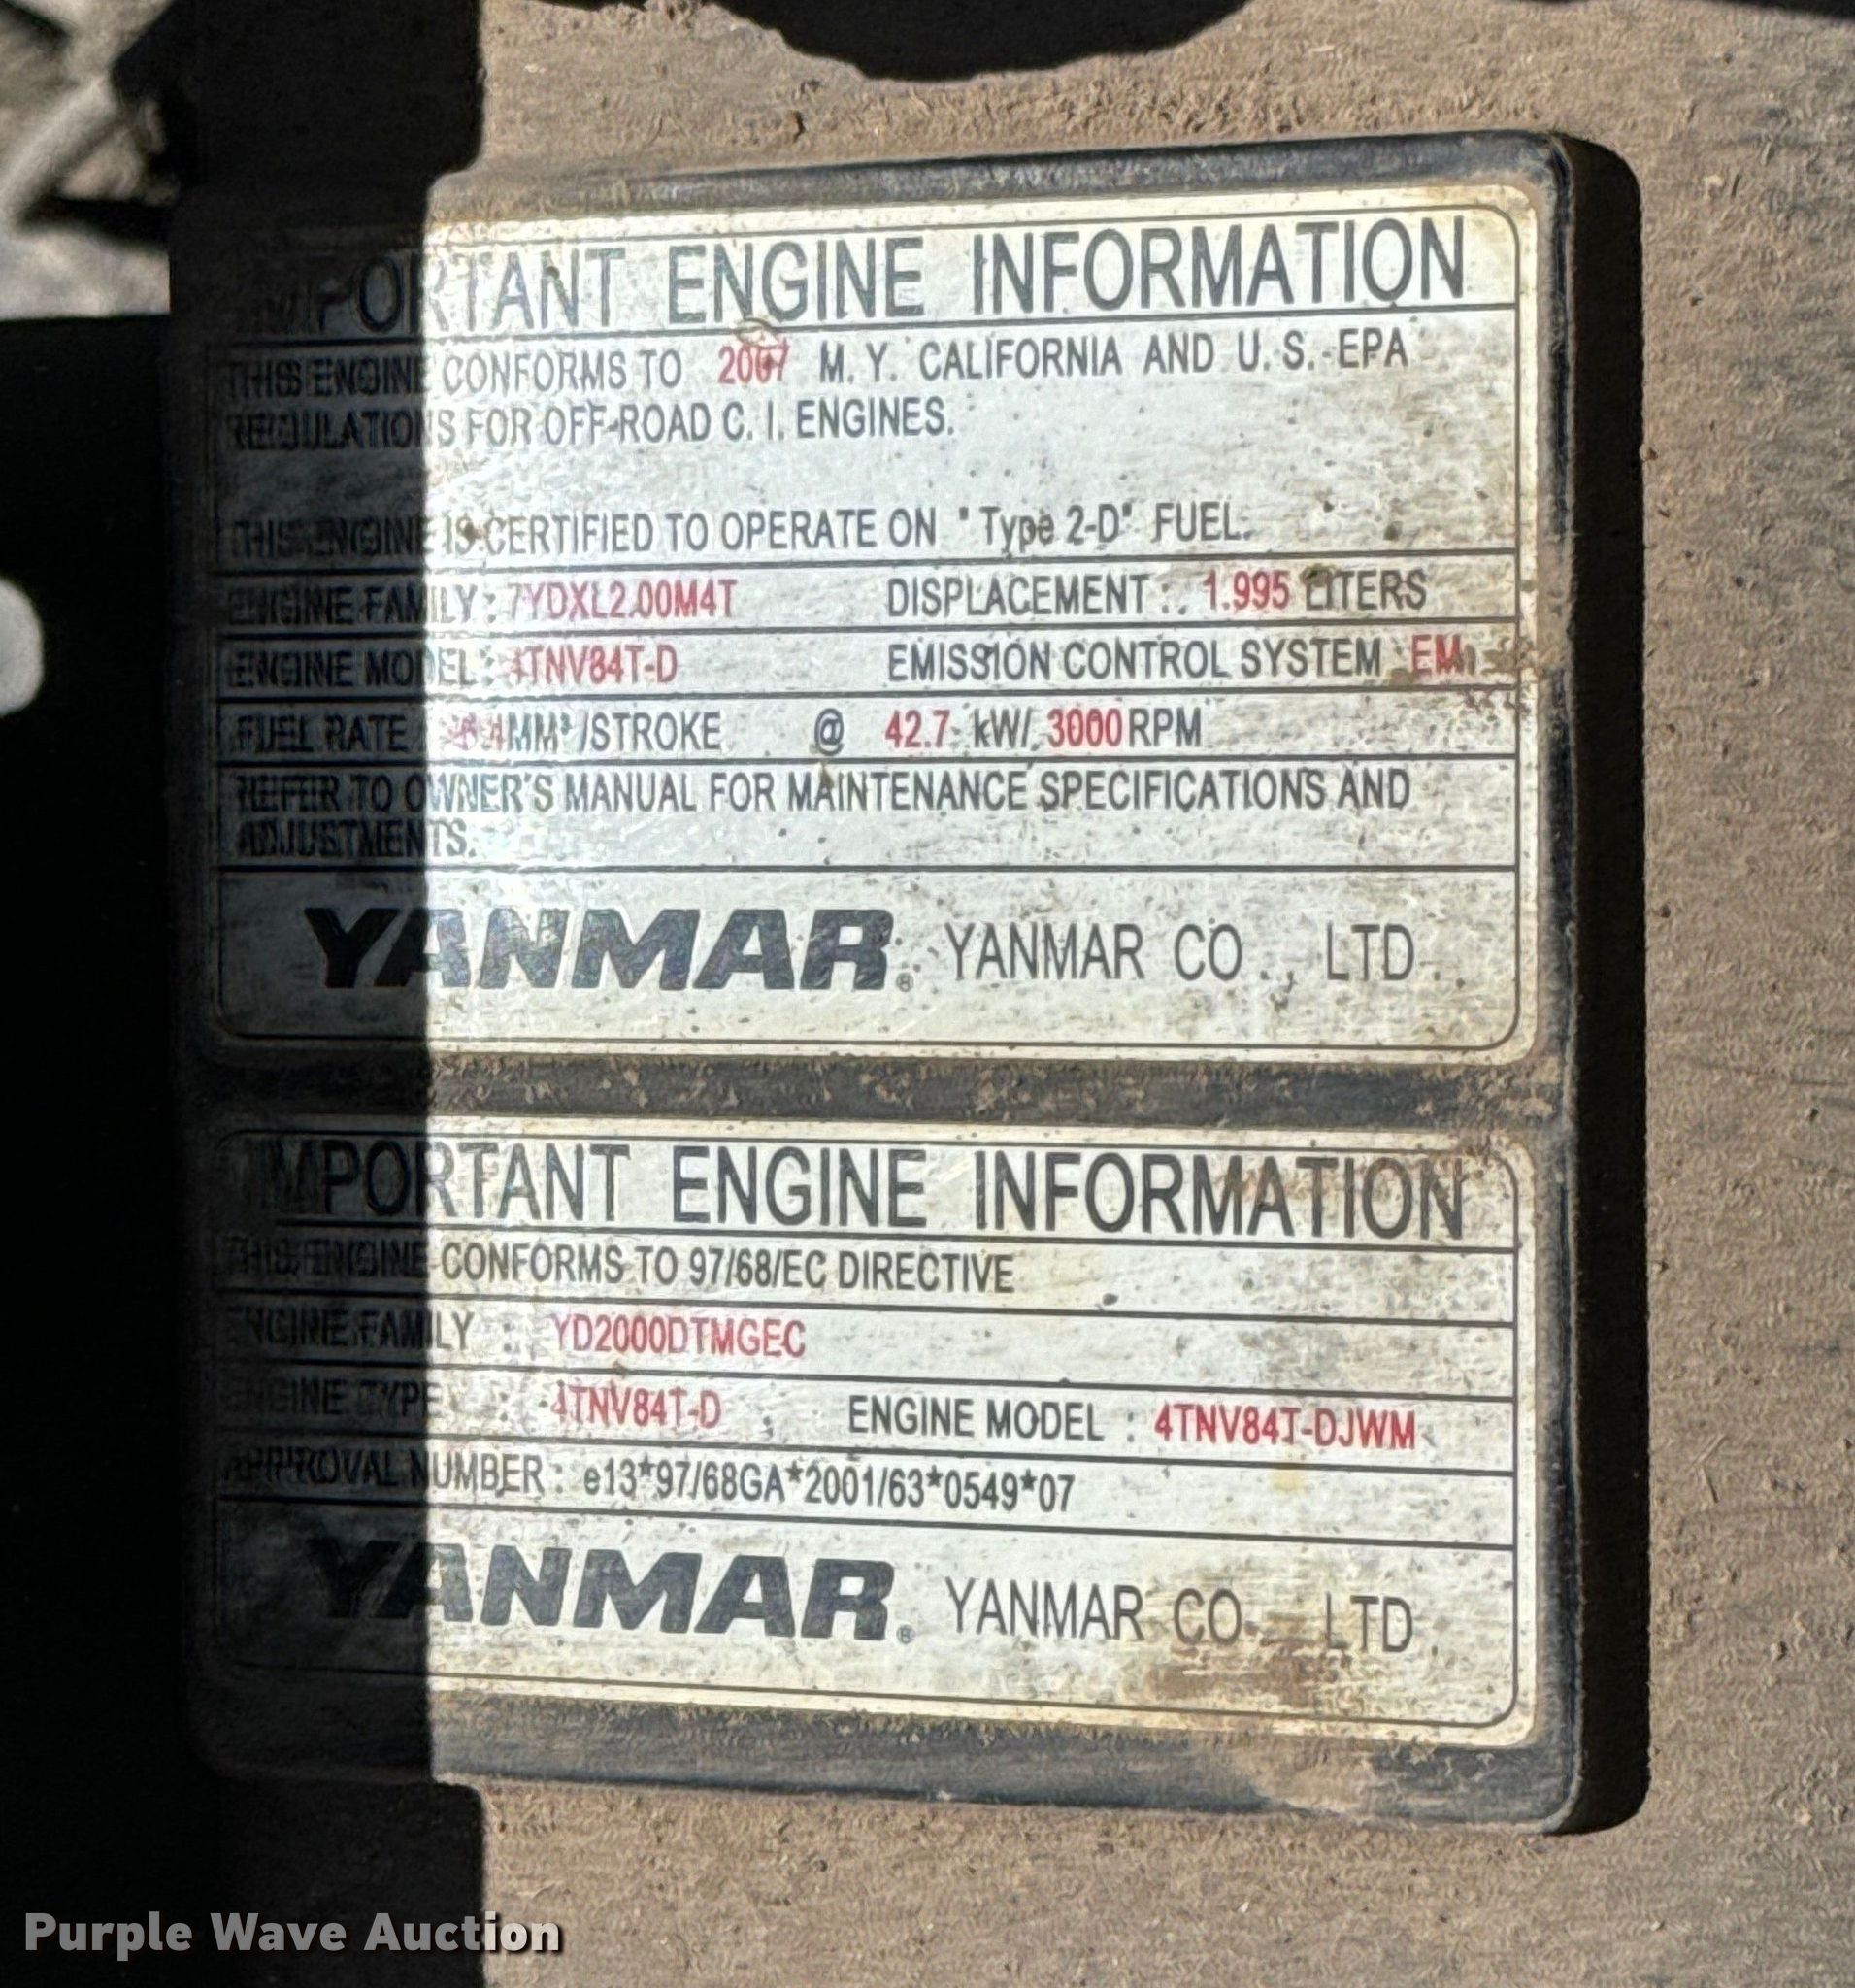 IMPORTANT ENGINE INFORMATION
THIS ENGINE CONFORMS TO 2007 M. Y. CALIFORNIA AND U. S. EPA
REGULATIONS FOR OFF-ROAD C. I. ENGINES.
THIS ENGINE IS CERTIFIED TO OPERATE ON "Type 2-D" FUEL.
ENGINE FAMILY : 7YDXL2.00M4T DISPLACEMENT : 1.995 LITERS
ENGINE MODEL : 4TNV84T-D EMISSION CONTROL SYSTEM : EM
FUEL RATE MM³/STROKE @ 42.7 kW/ 3000 RPM
REFER TO OWNER'S MANUAL FOR MAINTENANCE SPECIFICATIONS AND
ADJUSTMENTS.
YANMAR® YANMAR CO., LTD.
IMPORTANT ENGINE INFORMATION
THIS ENGINE CONFORMS TO 97/68/EC DIRECTIVE
ENGINE FAMILY : YD2000DTMGEC
ENGINE TYPE : 4TNV84T-D ENGINE MODEL : 4TNV84T-DJWM
APPROVAL NUMBER : e13*97/68GA*2001/63*0549*07
YANMAR® YANMAR CO., LTD.
Purple Wave Auction